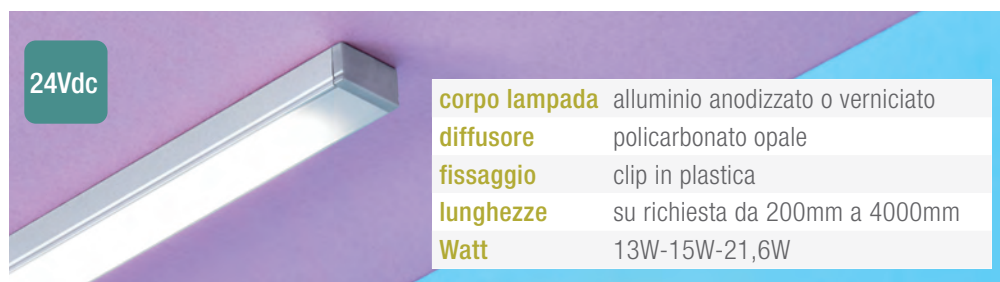 24Vdc
corpo lampada alluminio anodizzato o verniciato
diffusore policarbonato opale
fissaggio clip in plastica
lunghezze su richiesta da 200mm a 4000mm
Watt 13W-15W-21,6W